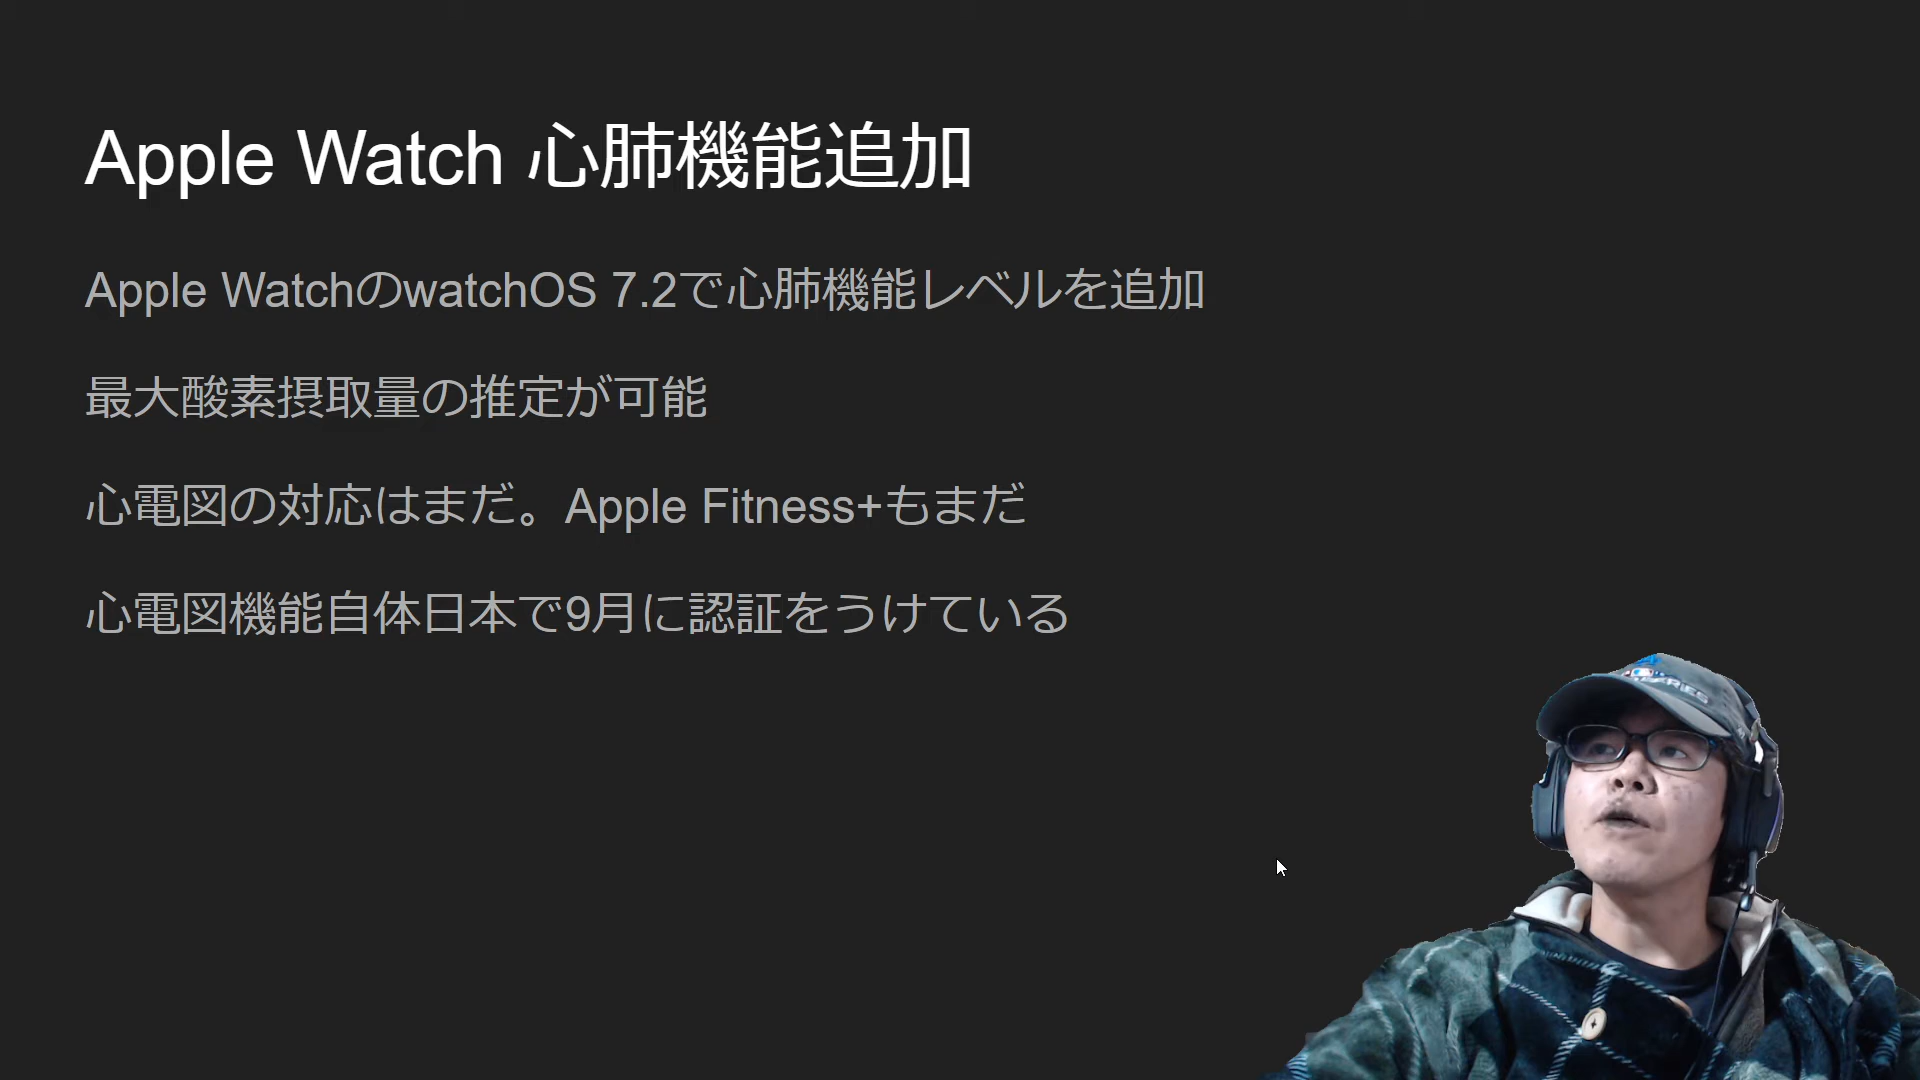 Apple Watch 心肺機能追加
Apple WatchのwatchOS 7.2で心肺機能レベルを追加
最大酸素摂取量の推定が可能
心電図の対応はまだ。Apple Fitness+もまだ
心電図機能自体日本で9月に認証をうけている